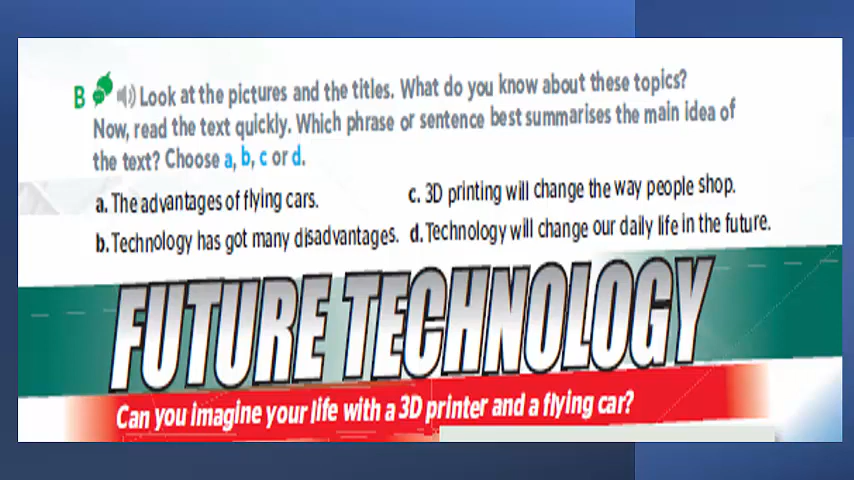 B Look at the pictures and the titles. What do you know about these topics?
Now, read the text quickly. Which phrase or sentence best summarises the main idea of
the text? Choose a, b, c or d.
a. The advantages of flying cars.
c. 3D printing will change the way people shop.
b. Technology has got many disadvantages.
d. Technology will change our daily life in the future.
FUTURE TECHNOLOGY
Can you imagine your life with a 3D printer and a flying car?